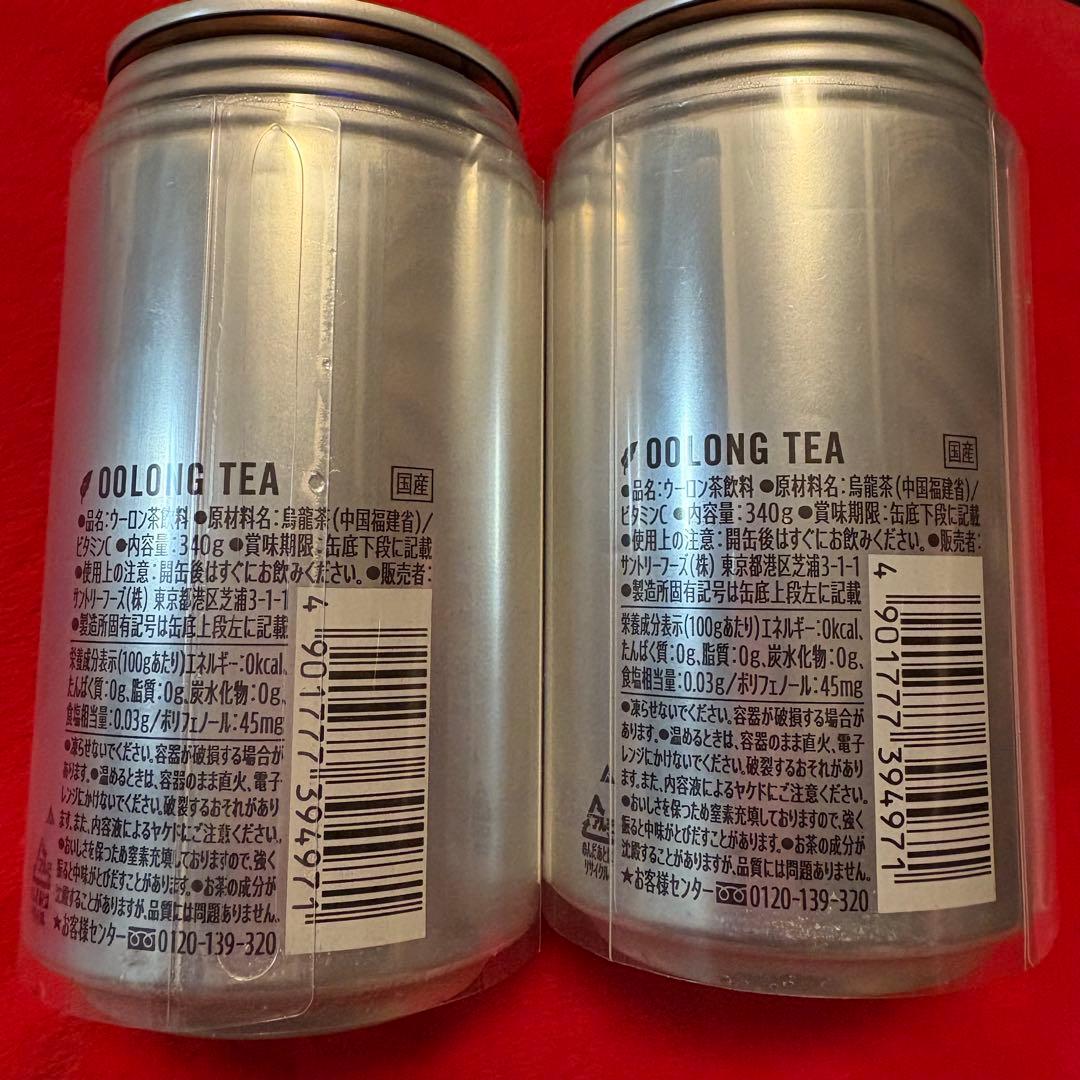 OOLONG TEA 国産
●品名:ウーロン茶飲料 ●原材料名:烏龍茶(中国福建省)/
ビタミンC ●内容量:340g ●賞味期限:缶底下段に記載
●使用上の注意:開缶後はすぐにお飲みください。●販売者:
サントリーフーズ(株) 東京都港区芝浦3-1-1
●製造所固有記号は缶底上段左に記載
栄養成分表示(100gあたり)エネルギー:0kcal、
たんぱく質:0g、脂質:0g、炭水化物:0g、
食塩相当量:0.03g/ポリフェノール:45mg
●凍らせないでください。容器が破損する場合が
あります。●温めるときは、容器のまま直火、電子
レンジにかけないでください。破裂するおそれがあり
ます。また、内容液によるヤケドにご注意ください。
●おいしさを保つため窒素充填しておりますので、強く
振ると中味がとびだすことがあります。●お茶の成分が
沈殿することがありますが、品質には問題ありません。
★お客様センター 0120-139-320
4 901777 394971
OOLONG TEA 国産
●品名:ウーロン茶飲料 ●原材料名:烏龍茶(中国福建省)/
ビタミンC ●内容量:340g ●賞味期限:缶底下段に記載
●使用上の注意:開缶後はすぐにお飲みください。●販売者:
サントリーフーズ(株) 東京都港区芝浦3-1-1
●製造所固有記号は缶底上段左に記載
栄養成分表示(100gあたり)エネルギー:0kcal、
たんぱく質:0g、脂質:0g、炭水化物:0g、
食塩相当量:0.03g/ポリフェノール:45mg
●凍らせないでください。容器が破損する場合が
あります。●温めるときは、容器のまま直火、電子
レンジにかけないでください。破裂するおそれがあり
ます。また、内容液によるヤケドにご注意ください。
●おいしさを保つため窒素充填しておりますので、強く
振ると中味がとびだすことがあります。●お茶の成分が
沈殿することがありますが、品質には問題ありません。
★お客様センター 0120-139-320
4 901777 394971
アルミ
のんだあとは
リサイクル